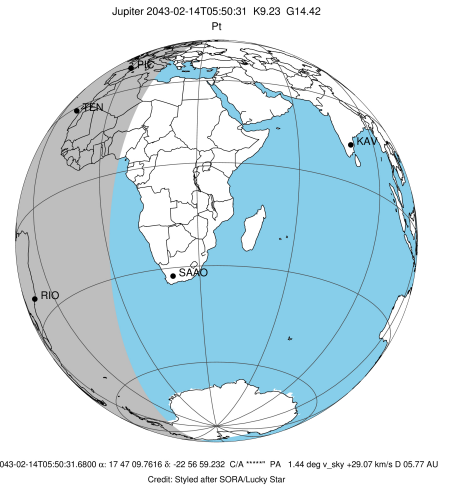 Jupiter 2043-02-14T05:50:31 K9.23 G14.42
Pt
PIC
TEN
KAV
SAAO
RIO
043-02-14T05:50:31.6800 α: 17 47 09.7616 δ: -22 56 59.232 C/A *****" PA 1.44 deg v_sky +29.07 km/s D 05.77 AU
Credit: Styled after SORA/Lucky Star